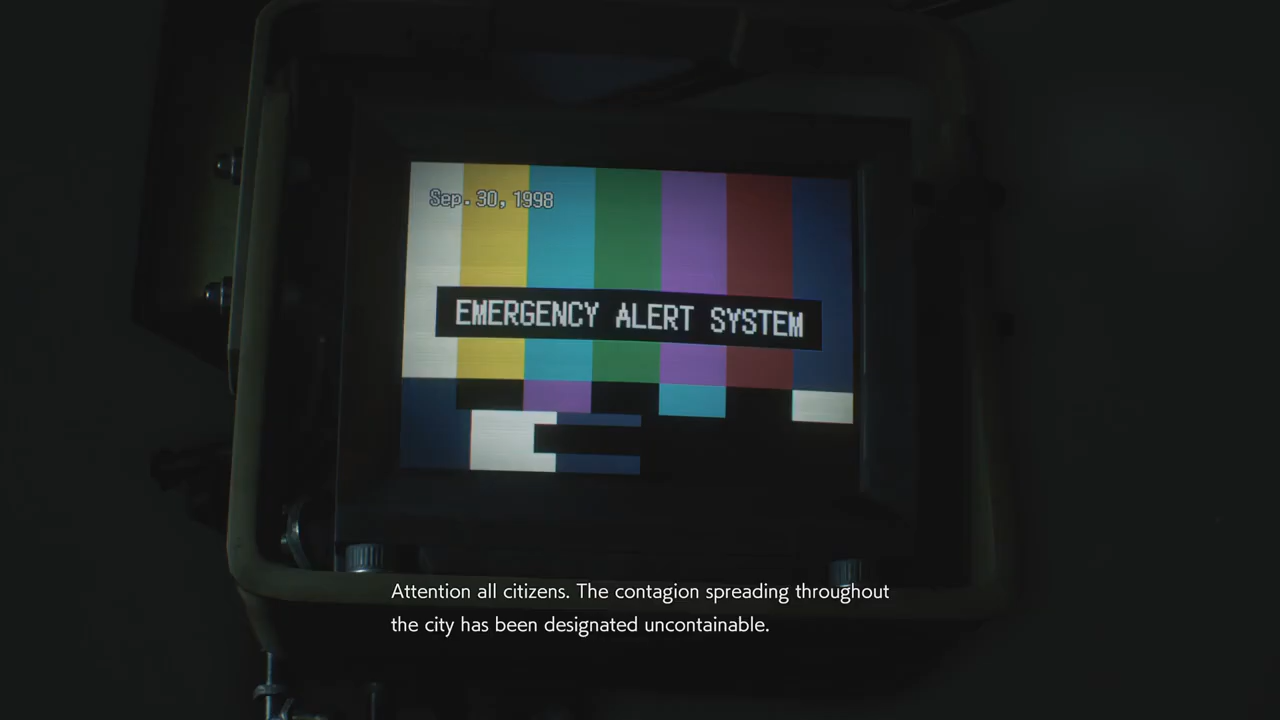 Sep. 30, 1998
EMERGENCY ALERT SYSTEM
Attention all citizens. The contagion spreading throughout
the city has been designated uncontainable.